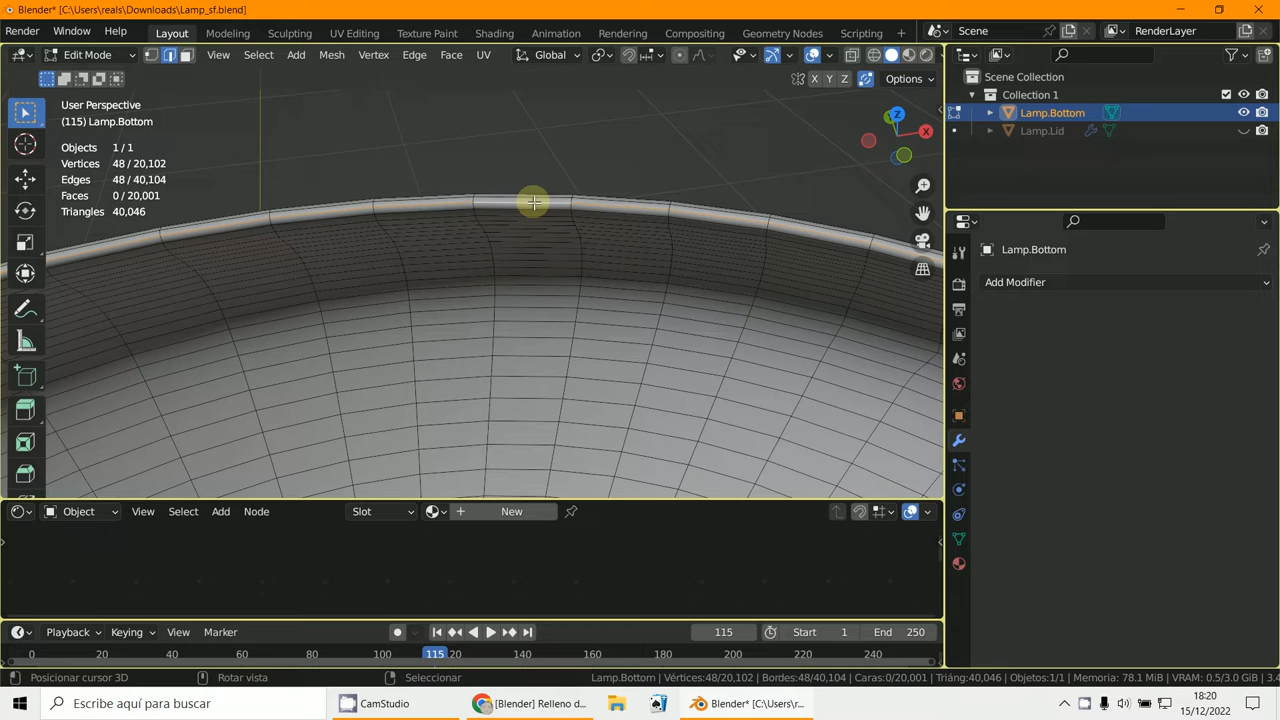 Blender* [C:\Users\reals\Downloads\Lamp_sf.blend]
Render Window Help Layout Modeling Sculpting UV Editing Texture Paint Shading Animation Rendering Compositing Geometry Nodes Scripting + Scene RenderLayer
Edit Mode View Select Add Mesh Vertex Edge Face UV Global
X Y Z Options
User Perspective
(115) Lamp.Bottom
Objects 1 / 1
Vertices 48 / 20,102
Edges 48 / 40,104
Faces 0 / 20,001
Triangles 40,046
Z
X
Y
Scene Collection
Collection 1
Lamp.Bottom
Lamp.Lid
Lamp.Bottom
Add Modifier
Object View Select Add Node Slot New
Playback Keying View Marker 115 Start 1 End 250
0 20 40 60 80 100 115 120 140 160 180 200 220 240
Posicionar cursor 3D Rotar vista Seleccionar Lamp.Bottom | Vértices:48/20,102 | Bordes:48/40,104 | Caras:0/20,001 | Triáng:40,046 | Objetos:1/1 | Memoria: 78.1 MiB | VRAM: 0.5/3.0 GiB | 3.4
Escribe aquí para buscar CamStudio [Blender] Relleno d... Blender* [C:\Users\r...
18:20
15/12/2022